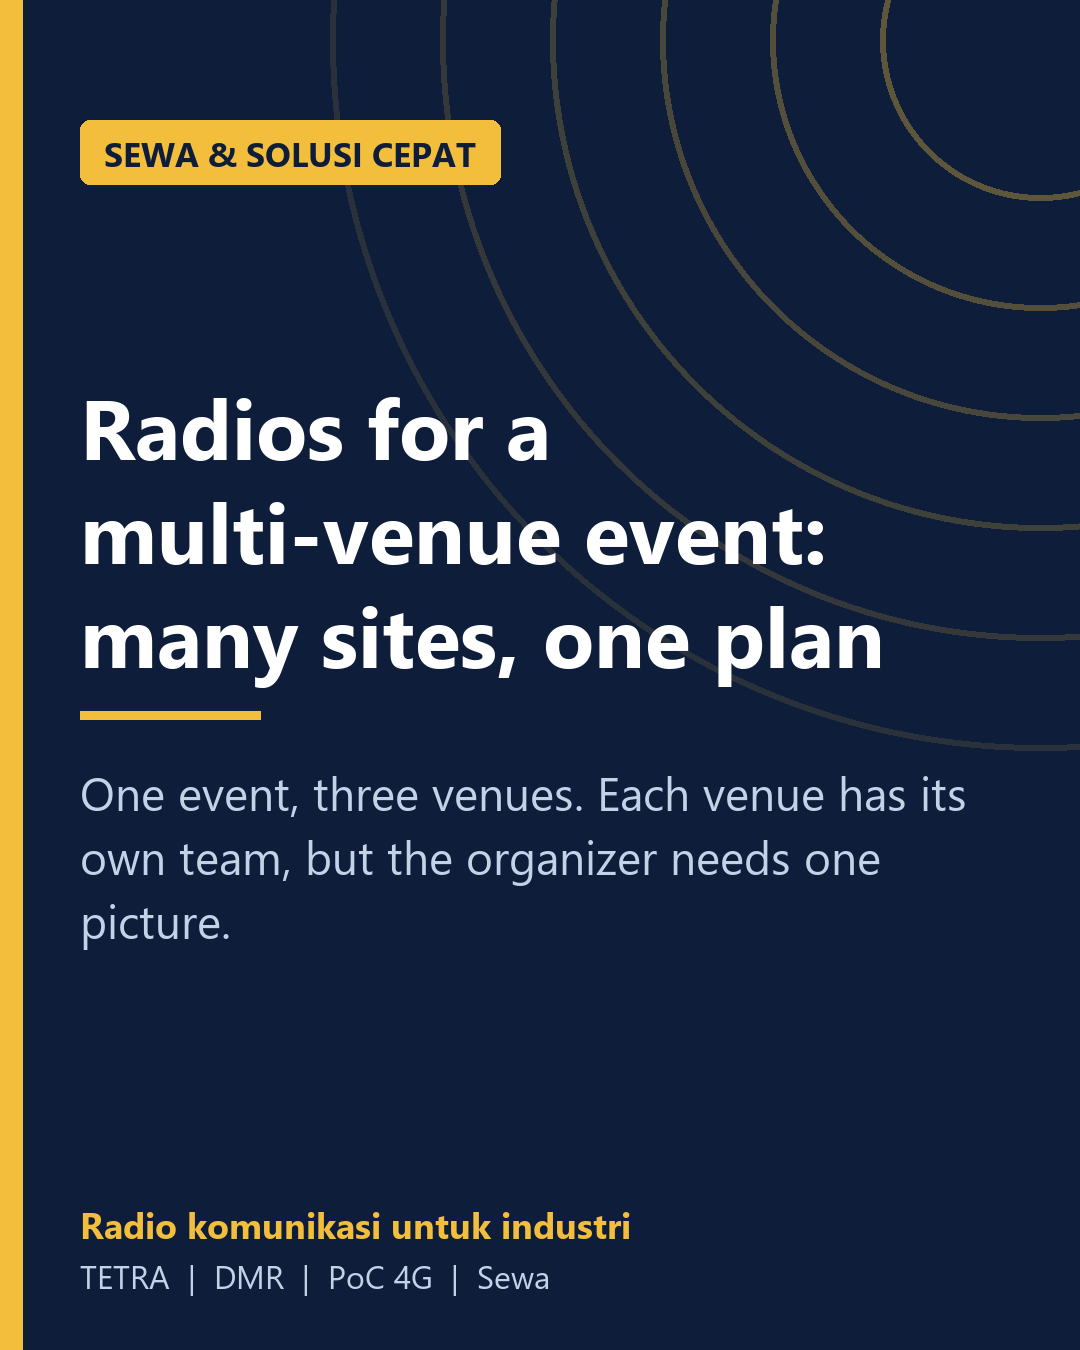 SEWA & SOLUSI CEPAT
Radios for a
multi-venue event:
many sites, one plan
One event, three venues. Each venue has its
own team, but the organizer needs one
picture.
Radio komunikasi untuk industri
TETRA | DMR | PoC 4G | Sewa